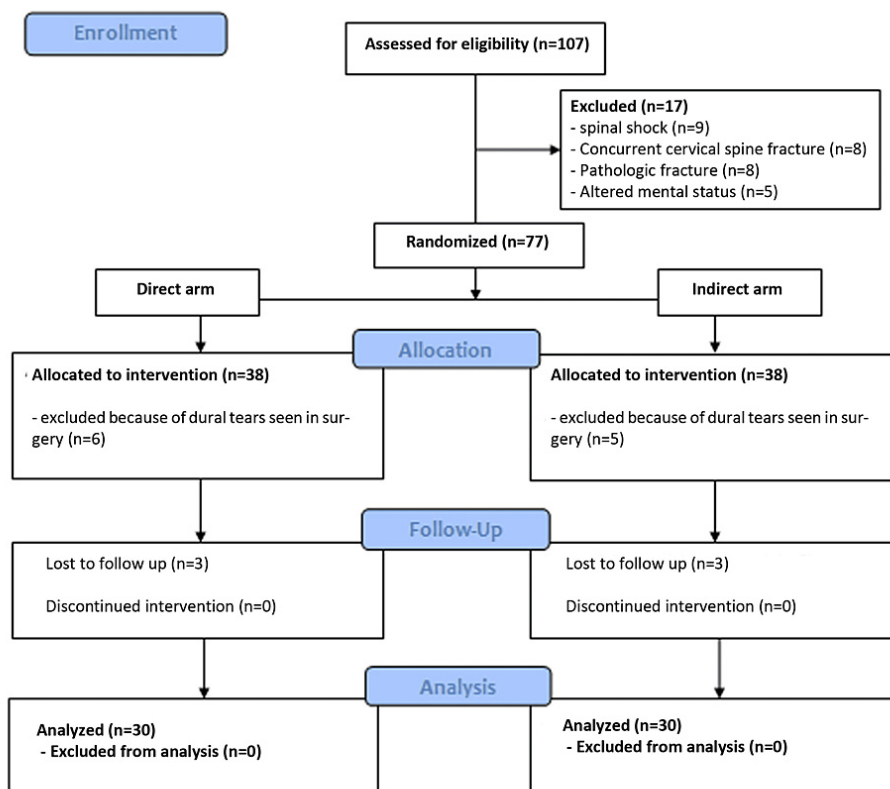 Enrollment
Assessed for eligibility (n=107)
Excluded (n=17)
- spinal shock (n=9)
- Concurrent cervical spine fracture (n=8)
- Pathologic fracture (n=8)
- Altered mental status (n=5)
Randomized (n=77)
Direct arm
Indirect arm
Allocation
Allocated to intervention (n=38)
- excluded because of dural tears seen in sur-
gery (n=6)
Allocated to intervention (n=38)
- excluded because of dural tears seen in sur-
gery (n=5)
Follow-Up
Lost to follow up (n=3)
Discontinued intervention (n=0)
Lost to follow up (n=3)
Discontinued intervention (n=0)
Analysis
Analyzed (n=30)
- Excluded from analysis (n=0)
Analyzed (n=30)
- Excluded from analysis (n=0)